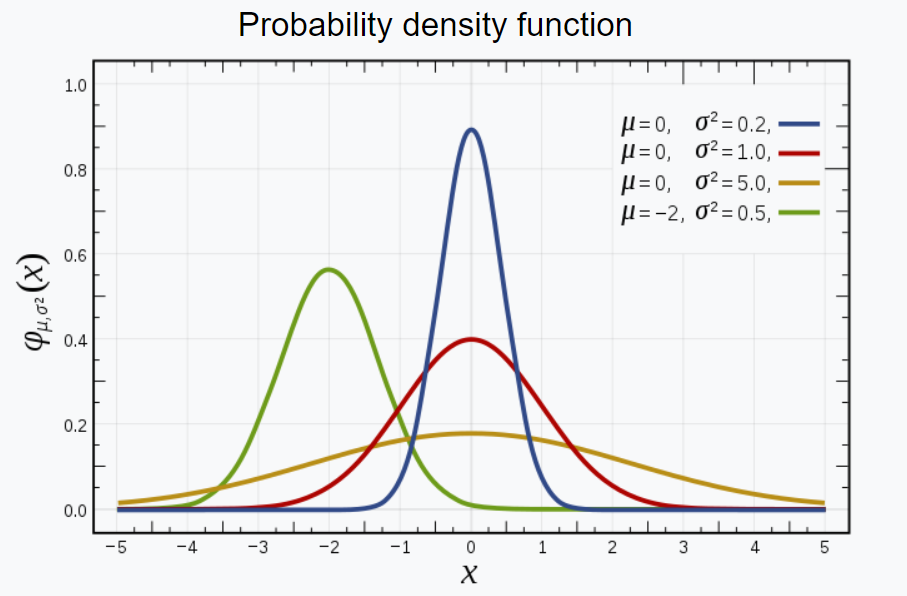 Probability density function
1.0
0.8
0.6
0.4
0.2
0.0
φμ,σ²(x)
μ=0, σ²=0.2,
μ=0, σ²=1.0,
μ=0, σ²=5.0,
μ=−2, σ²=0.5,
−5 −4 −3 −2 −1 0 1 2 3 4 5
x